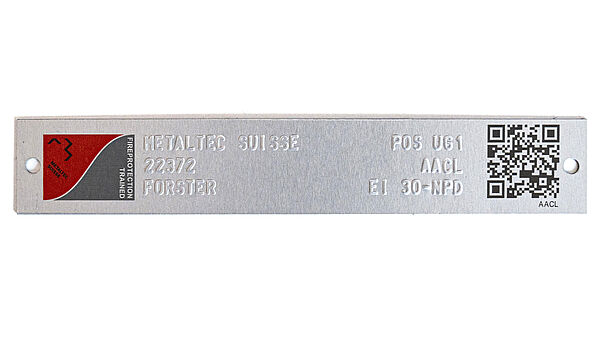 FIREPROTECTION
TRAINED
METALTEC SUISSE
22372
FORSTER
POS UG1
AACL
EI 30-NPD
AACL